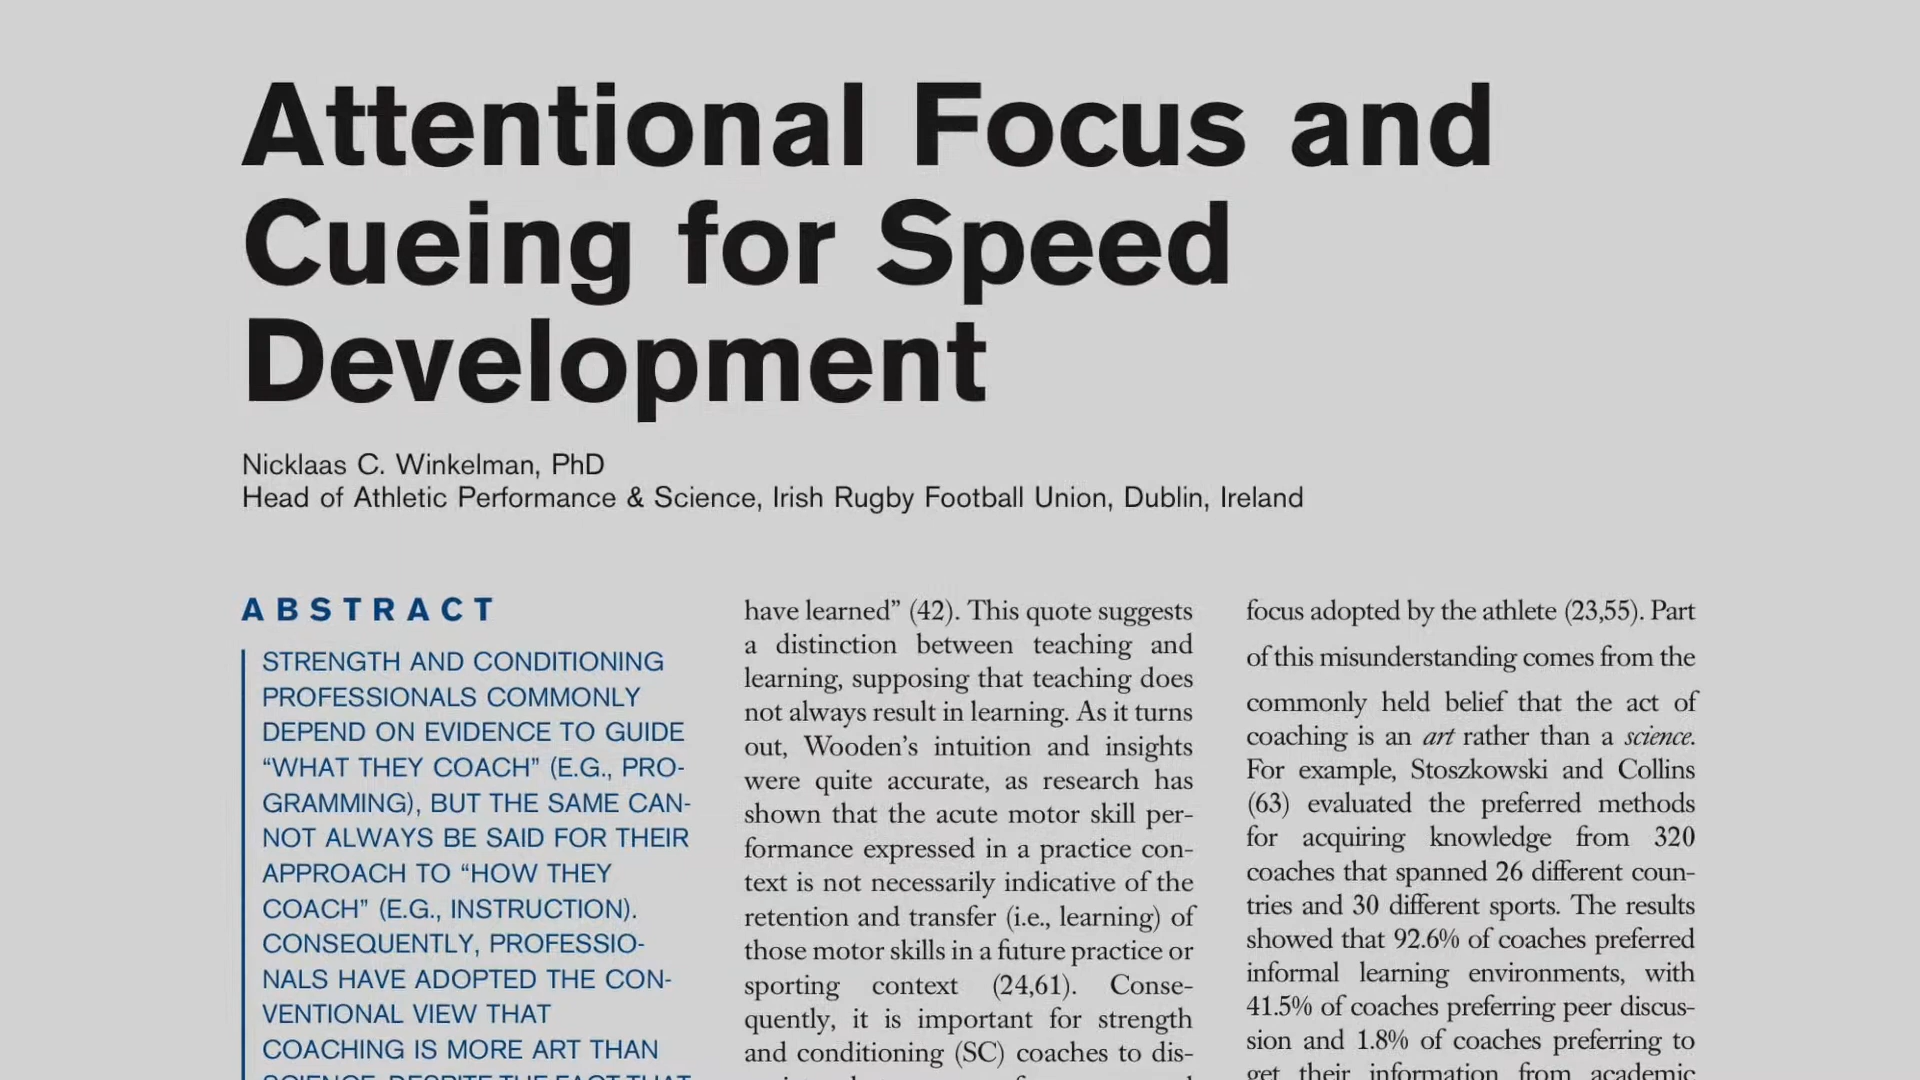 Attentional Focus and
Cueing for Speed
Development
Nicklaas C. Winkelman, PhD
Head of Athletic Performance & Science, Irish Rugby Football Union, Dublin, Ireland
ABSTRACT
STRENGTH AND CONDITIONING
PROFESSIONALS COMMONLY
DEPEND ON EVIDENCE TO GUIDE
“WHAT THEY COACH” (E.G., PRO-
GRAMMING), BUT THE SAME CAN-
NOT ALWAYS BE SAID FOR THEIR
APPROACH TO “HOW THEY
COACH” (E.G., INSTRUCTION).
CONSEQUENTLY, PROFESSIO-
NALS HAVE ADOPTED THE CON-
VENTIONAL VIEW THAT
COACHING IS MORE ART THAN
SCIENCE, DESPITE THE FACT THAT
have learned” (42). This quote suggests
a distinction between teaching and
learning, supposing that teaching does
not always result in learning. As it turns
out, Wooden’s intuition and insights
were quite accurate, as research has
shown that the acute motor skill per-
formance expressed in a practice con-
text is not necessarily indicative of the
retention and transfer (i.e., learning) of
those motor skills in a future practice or
sporting context (24,61). Conse-
quently, it is important for strength
and conditioning (SC) coaches to dis-
focus adopted by the athlete (23,55). Part
of this misunderstanding comes from the
commonly held belief that the act of
coaching is an art rather than a science.
For example, Stoszkowski and Collins
(63) evaluated the preferred methods
for acquiring knowledge from 320
coaches that spanned 26 different coun-
tries and 30 different sports. The results
showed that 92.6% of coaches preferred
informal learning environments, with
41.5% of coaches preferring peer discus-
sion and 1.8% of coaches preferring to
get their information from academic